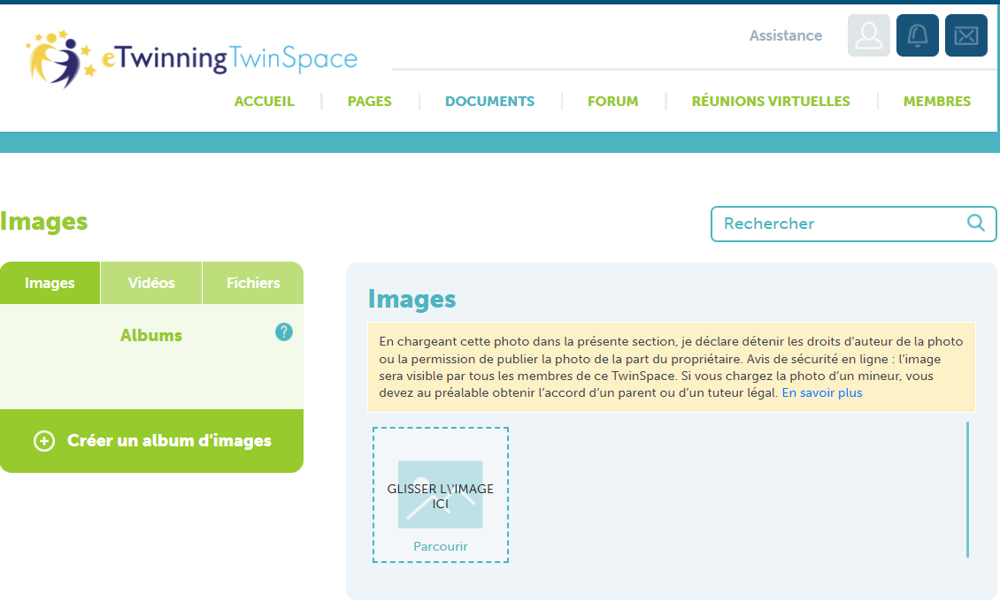 eTwinningTwinSpace
Assistance
ACCUEIL
PAGES
DOCUMENTS
FORUM
RÉUNIONS VIRTUELLES
MEMBRES
Images
Rechercher
Images
Vidéos
Fichiers
Albums
?
Créer un album d'images
Images
En chargeant cette photo dans la présente section, je déclare détenir les droits d’auteur de la photo
ou la permission de publier la photo de la part du propriétaire. Avis de sécurité en ligne : l’image
sera visible par tous les membres de ce TwinSpace. Si vous chargez la photo d’un mineur, vous
devez au préalable obtenir l’accord d’un parent ou d’un tuteur légal. En savoir plus
GLISSER L\'IMAGE
ICI
Parcourir